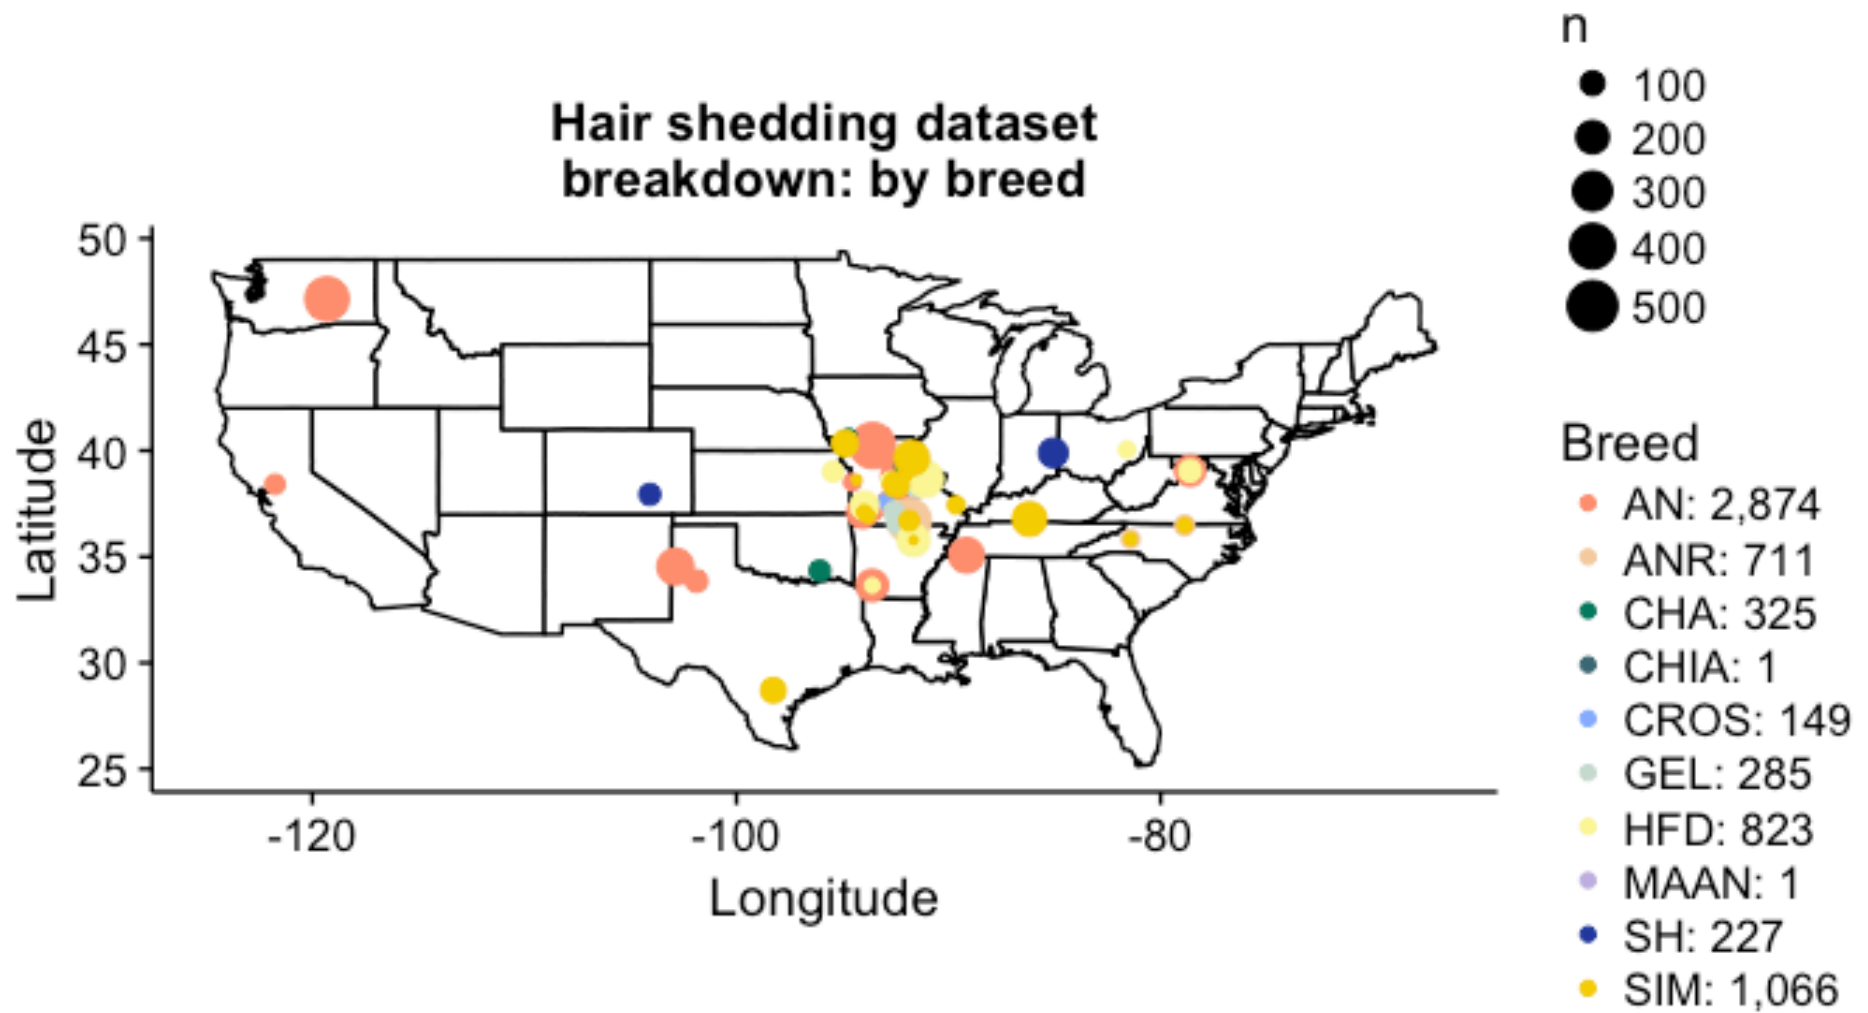 Hair shedding dataset
breakdown: by breed
50
45
40
35
30
25
Latitude
-120
-100
-80
Longitude
n
100
200
300
400
500
Breed
AN: 2,874
ANR: 711
CHA: 325
CHIA: 1
CROS: 149
GEL: 285
HFD: 823
MAAN: 1
SH: 227
SIM: 1,066